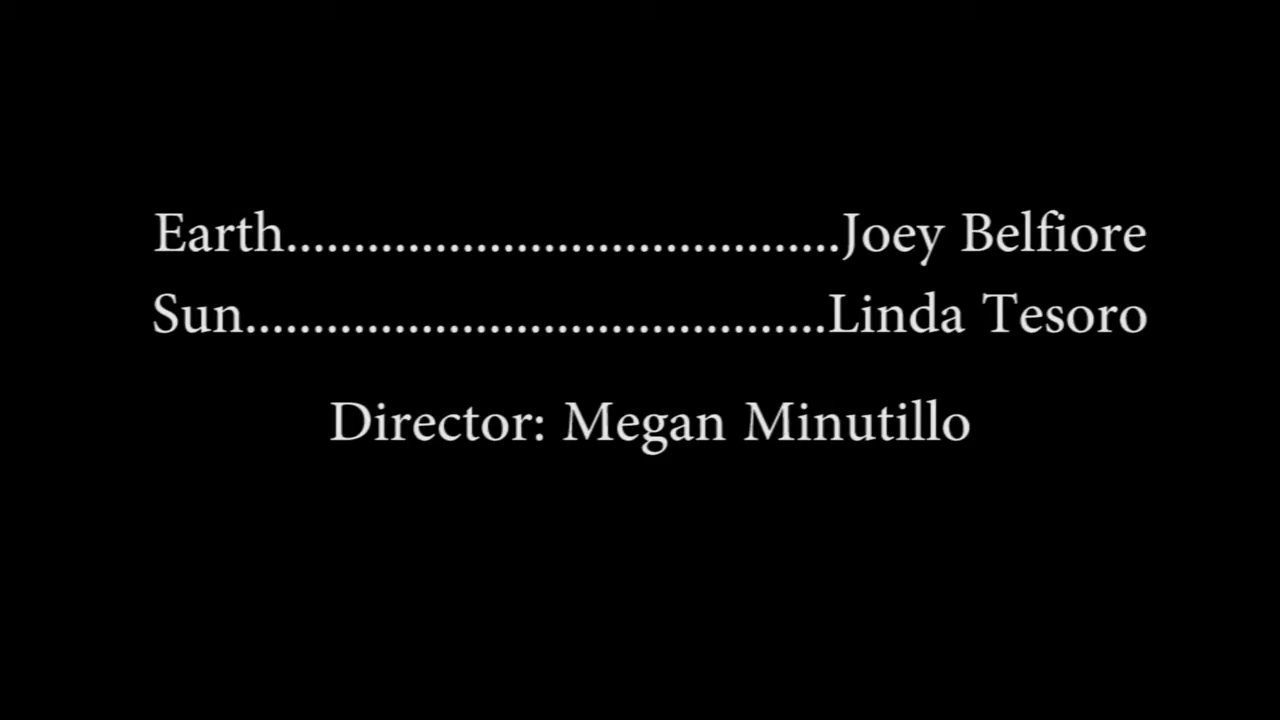 Earth.........................................Joey Belfiore
Sun...........................................Linda Tesoro
Director: Megan Minutillo